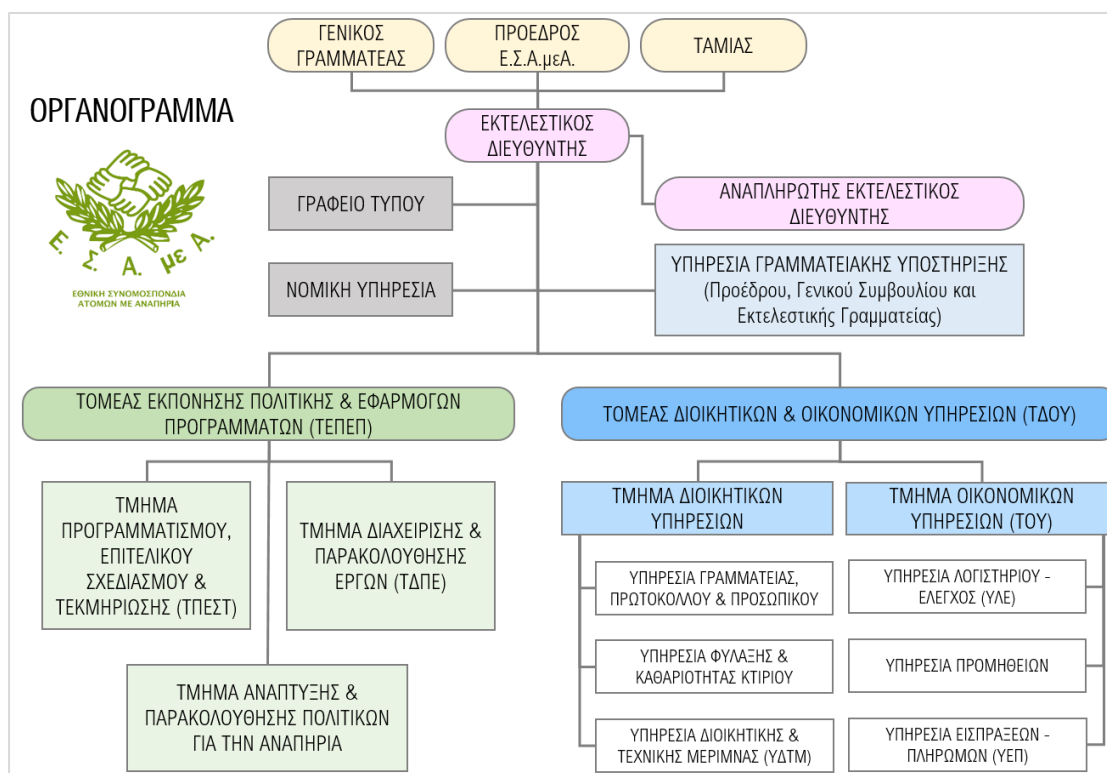 ΓΕΝΙΚΟΣ
ΓΡΑΜΜΑΤΕΑΣ
ΠΡΟΕΔΡΟΣ
Ε.Σ.Α.μεΑ.
ΤΑΜΙΑΣ
ΟΡΓΑΝΟΓΡΑΜΜΑ
ΕΚΤΕΛΕΣΤΙΚΟΣ
ΔΙΕΥΘΥΝΤΗΣ
Ε. Σ. Α. με Α.
ΕΘΝΙΚΗ ΣΥΝΟΜΟΣΠΟΝΔΙΑ
ΑΤΟΜΩΝ ΜΕ ΑΝΑΠΗΡΙΑ
ΓΡΑΦΕΙΟ ΤΥΠΟΥ
ΑΝΑΠΛΗΡΩΤΗΣ ΕΚΤΕΛΕΣΤΙΚΟΣ
ΔΙΕΥΘΥΝΤΗΣ
ΝΟΜΙΚΗ ΥΠΗΡΕΣΙΑ
ΥΠΗΡΕΣΙΑ ΓΡΑΜΜΑΤΕΙΑΚΗΣ ΥΠΟΣΤΗΡΙΞΗΣ
(Προέδρου, Γενικού Συμβουλίου και
Εκτελεστικής Γραμματείας)
ΤΟΜΕΑΣ ΕΚΠΟΝΗΣΗΣ ΠΟΛΙΤΙΚΗΣ & ΕΦΑΡΜΟΓΩΝ
ΠΡΟΓΡΑΜΜΑΤΩΝ (ΤΕΠΕΠ)
ΤΟΜΕΑΣ ΔΙΟΙΚΗΤΙΚΩΝ & ΟΙΚΟΝΟΜΙΚΩΝ ΥΠΗΡΕΣΙΩΝ (ΤΔΟΥ)
ΤΜΗΜΑ
ΠΡΟΓΡΑΜΜΑΤΙΣΜΟΥ,
ΕΠΙΤΕΛΙΚΟΥ
ΣΧΕΔΙΑΣΜΟΥ &
ΤΕΚΜΗΡΙΩΣΗΣ (ΤΠΕΣΤ)
ΤΜΗΜΑ ΔΙΑΧΕΙΡΙΣΗΣ &
ΠΑΡΑΚΟΛΟΥΘΗΣΗΣ
ΕΡΓΩΝ (ΤΔΠΕ)
ΤΜΗΜΑ ΑΝΑΠΤΥΞΗΣ &
ΠΑΡΑΚΟΛΟΥΘΗΣΗΣ ΠΟΛΙΤΙΚΩΝ
ΓΙΑ ΤΗΝ ΑΝΑΠΗΡΙΑ
ΤΜΗΜΑ ΔΙΟΙΚΗΤΙΚΩΝ
ΥΠΗΡΕΣΙΩΝ
ΥΠΗΡΕΣΙΑ ΓΡΑΜΜΑΤΕΙΑΣ,
ΠΡΩΤΟΚΟΛΛΟΥ & ΠΡΟΣΩΠΙΚΟΥ
ΥΠΗΡΕΣΙΑ ΦΥΛΑΞΗΣ &
ΚΑΘΑΡΙΟΤΗΤΑΣ ΚΤΙΡΙΟΥ
ΥΠΗΡΕΣΙΑ ΔΙΟΙΚΗΤΙΚΗΣ &
ΤΕΧΝΙΚΗΣ ΜΕΡΙΜΝΑΣ (ΥΔΤΜ)
ΤΜΗΜΑ ΟΙΚΟΝΟΜΙΚΩΝ
ΥΠΗΡΕΣΙΩΝ (ΤΟΥ)
ΥΠΗΡΕΣΙΑ ΛΟΓΙΣΤΗΡΙΟΥ -
ΕΛΕΓΧΟΣ (ΥΛΕ)
ΥΠΗΡΕΣΙΑ ΠΡΟΜΗΘΕΙΩΝ
ΥΠΗΡΕΣΙΑ ΕΙΣΠΡΑΞΕΩΝ -
ΠΛΗΡΩΜΩΝ (ΥΕΠ)